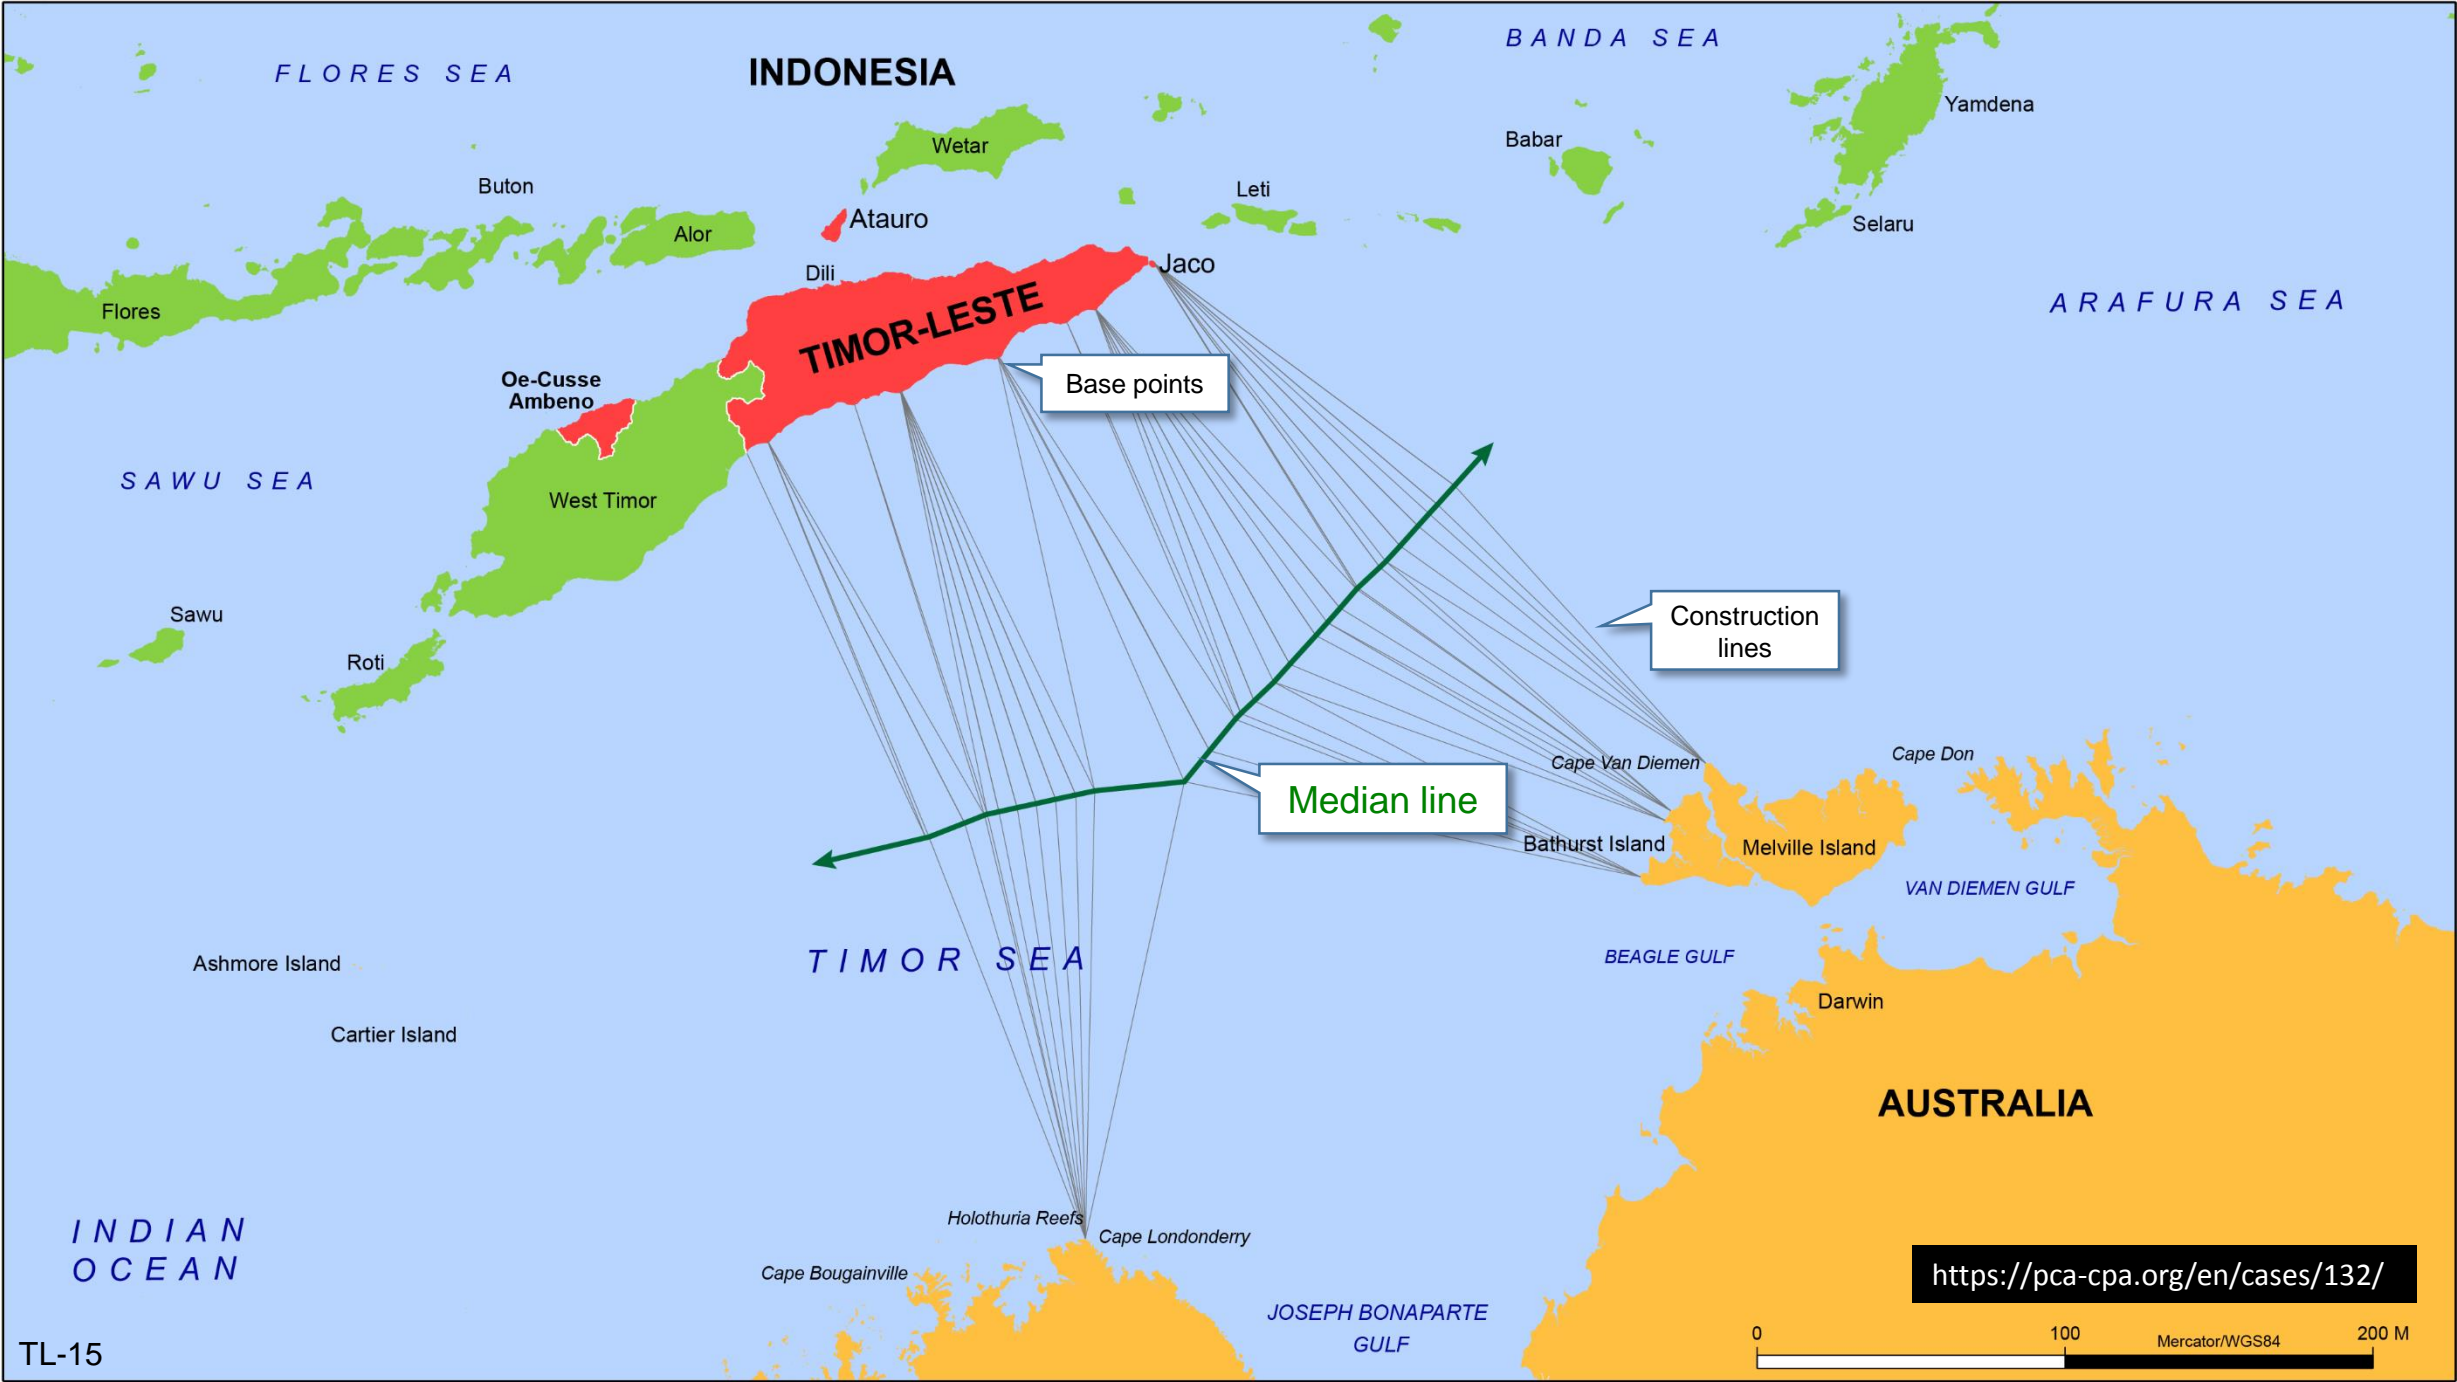 FLORES SEA
INDONESIA
BANDA SEA
Yamdena
Babar
Wetar
Buton
Leti
Atauro
Selaru
Alor
Jaco
Dili
ARAFURA SEA
Flores
TIMOR-LESTE
Oe-Cusse
Ambeno
Base points
SAWU SEA
West Timor
Sawu
Construction
lines
Roti
Cape Van Diemen
Cape Don
Median line
Bathurst Island
Melville Island
VAN DIEMEN GULF
TIMOR SEA
BEAGLE GULF
Ashmore Island
Darwin
Cartier Island
AUSTRALIA
Holothuria Reefs
Cape Londonderry
INDIAN
OCEAN
Cape Bougainville
https://pca-cpa.org/en/cases/132/
JOSEPH BONAPARTE
GULF
0 100 Mercator/WGS84 200 M
TL-15